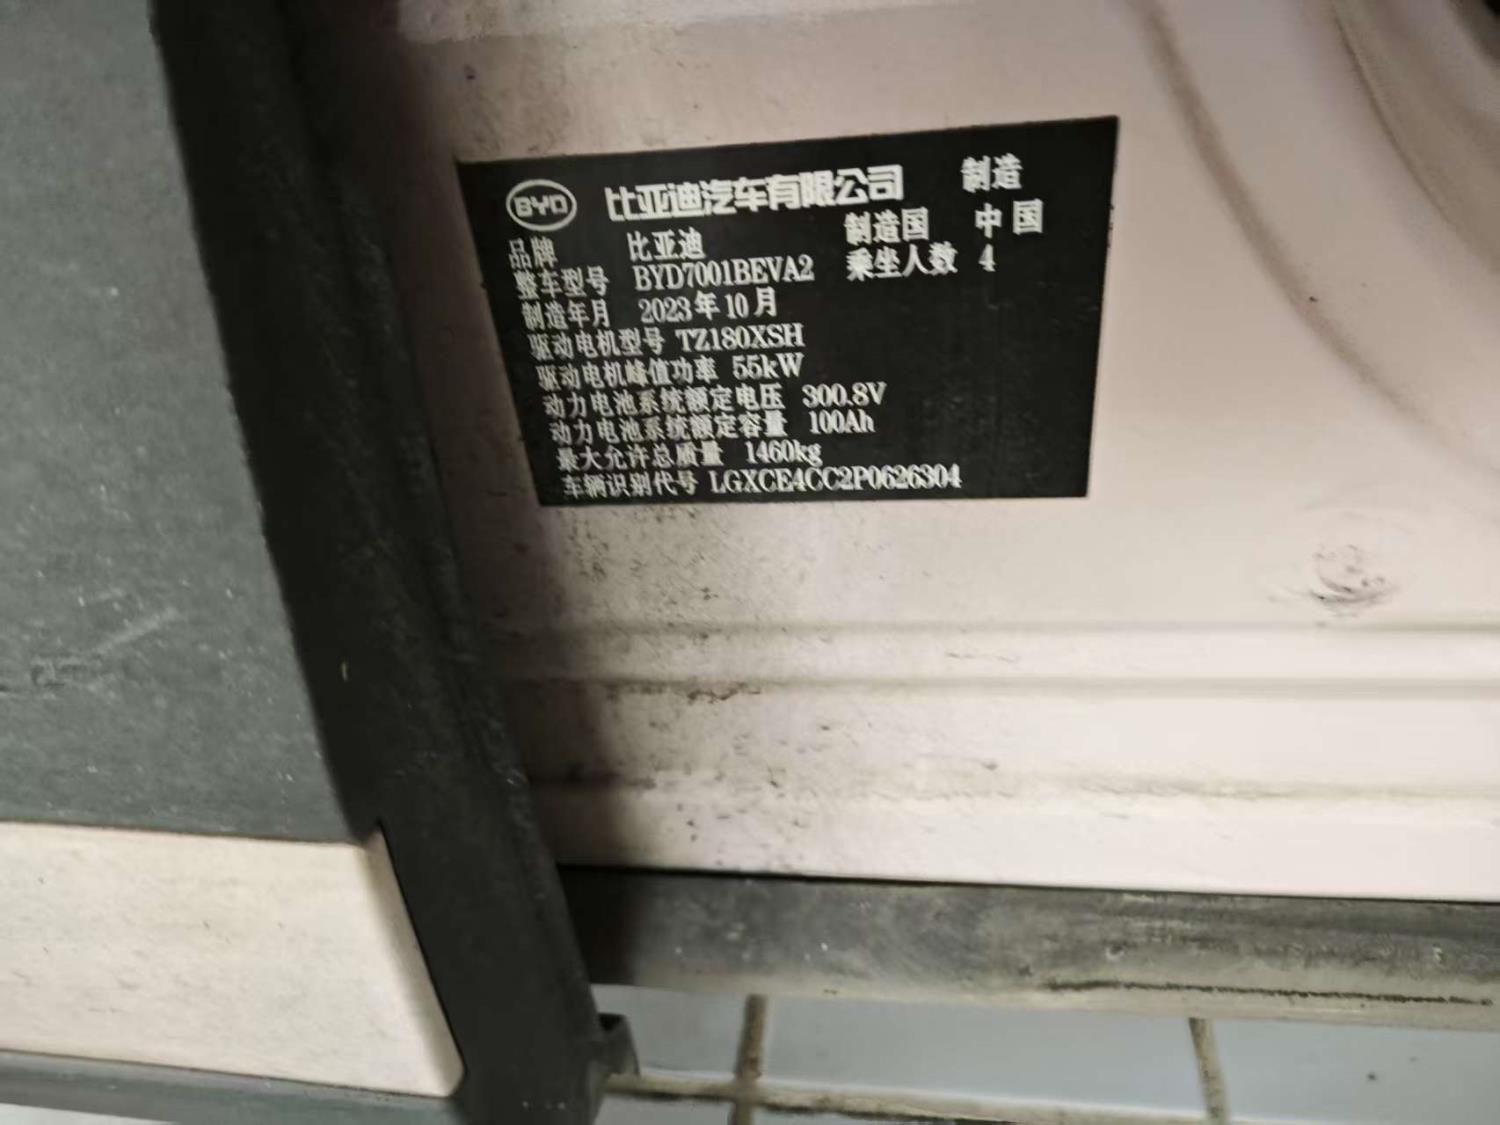 BYD 比亚迪汽车有限公司 制造
品牌 比亚迪 制造国 中国
整车型号 BYD7001BEVA2 乘坐人数 4
制造年月 2023年10月
驱动电机型号 TZ180XSH
驱动电机峰值功率 55kW
动力电池系统额定电压 300.8V
动力电池系统额定容量 100Ah
最大允许总质量 1460kg
车辆识别代号 LGXCE4CC2P0626304